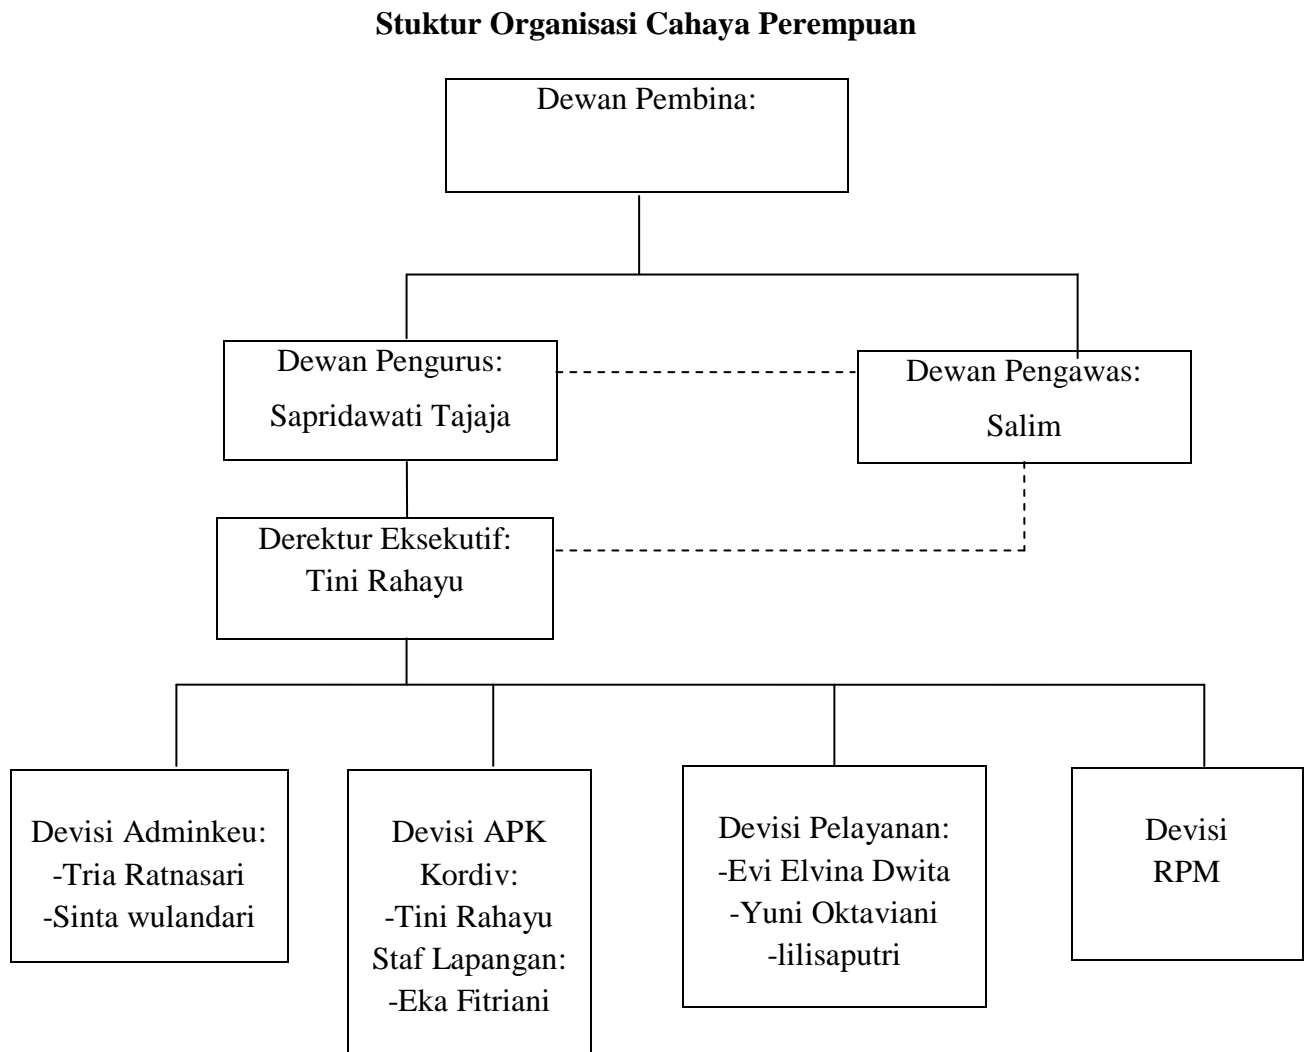 Stuktur Organisasi Cahaya Perempuan
Dewan Pembina:
Dewan Pengurus:
Sapridawati Tajaja
Dewan Pengawas:
Salim
Derektur Eksekutif:
Tini Rahayu
Devisi Adminkeu:
-Tria Ratnasari
-Sinta wulandari
Devisi APK
Kordiv:
-Tini Rahayu
Staf Lapangan:
-Eka Fitriani
Devisi Pelayanan:
-Evi Elvina Dwita
-Yuni Oktaviani
-lilisaputri
Devisi
RPM